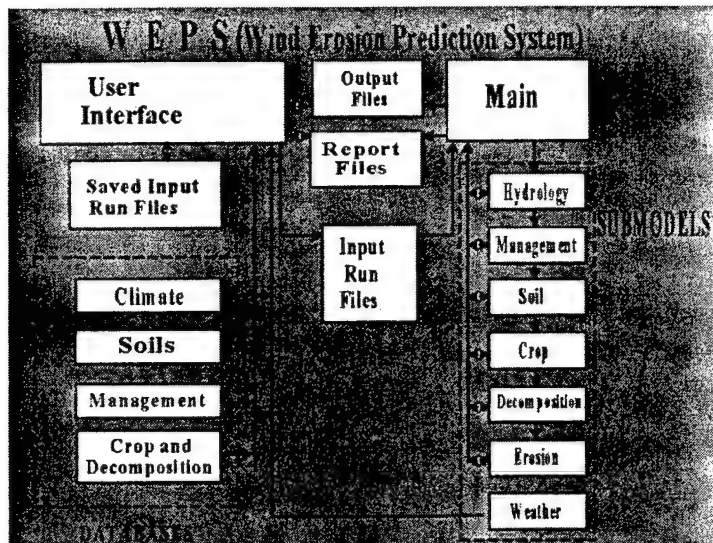 W E P S (Wind Erosion Prediction System)
User
Interface
Output
Files
Main
Report
Files
Saved Input
Run Files
Hydrology
SUBMODELS
Management
Input
Run
Files
Climate
Soil
Soils
Crop
Management
Decomposition
Crop and
Decomposition
Erosion
Weather
DATABASE